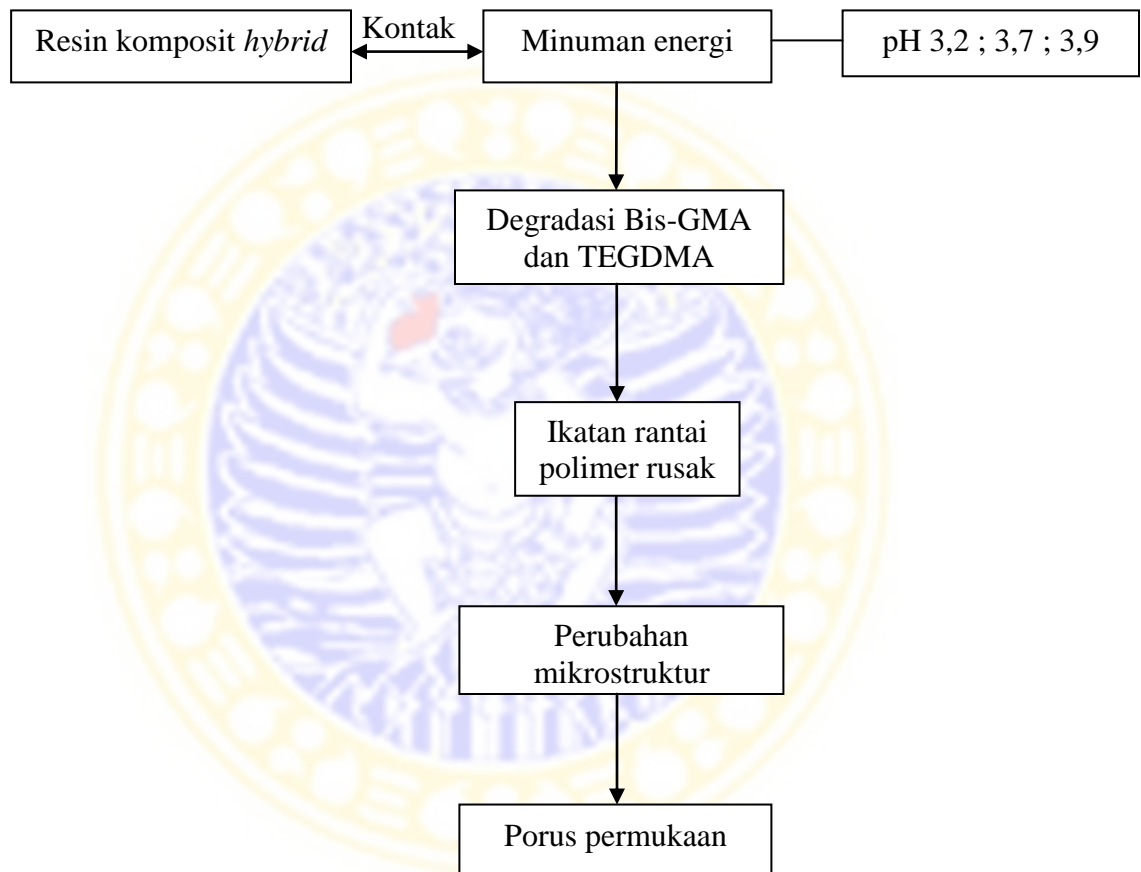 Resin komposit hybrid
Kontak
Minuman energi
pH 3,2 ; 3,7 ; 3,9
Degradasi Bis-GMA
dan TEGDMA
Ikatan rantai
polimer rusak
Perubahan
mikrostruktur
Porus permukaan